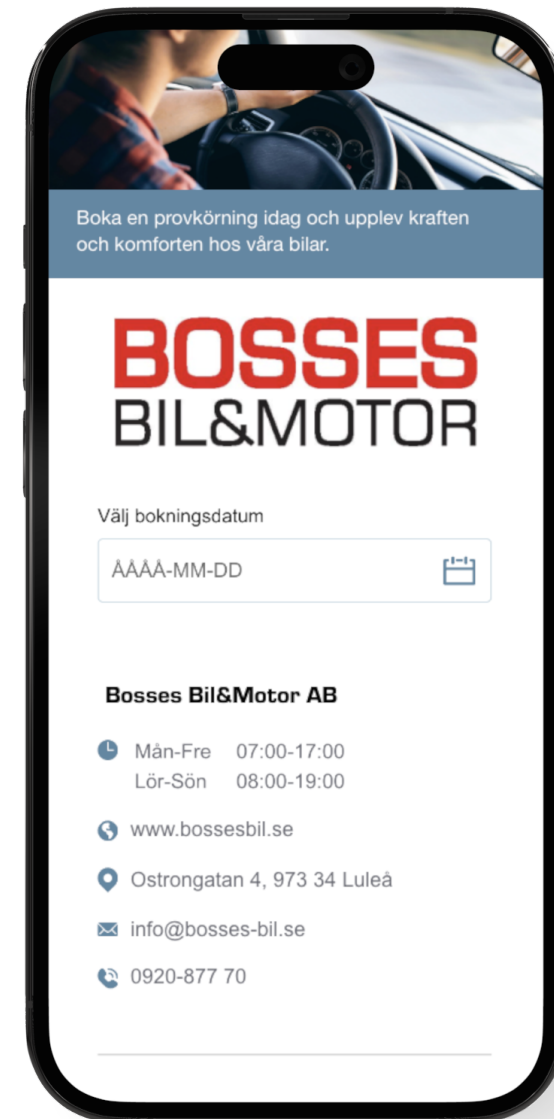 Boka en provkörning idag och upplev kraften
och komforten hos våra bilar.
BOSSES
BIL&MOTOR
Välj bokningsdatum
ÅÅÅÅ-MM-DD
Bosses Bil&Motor AB
Mån-Fre 07:00-17:00
Lör-Sön 08:00-19:00
www.bossesbil.se
Ostrongatan 4, 973 34 Luleå
info@bosses-bil.se
0920-877 70